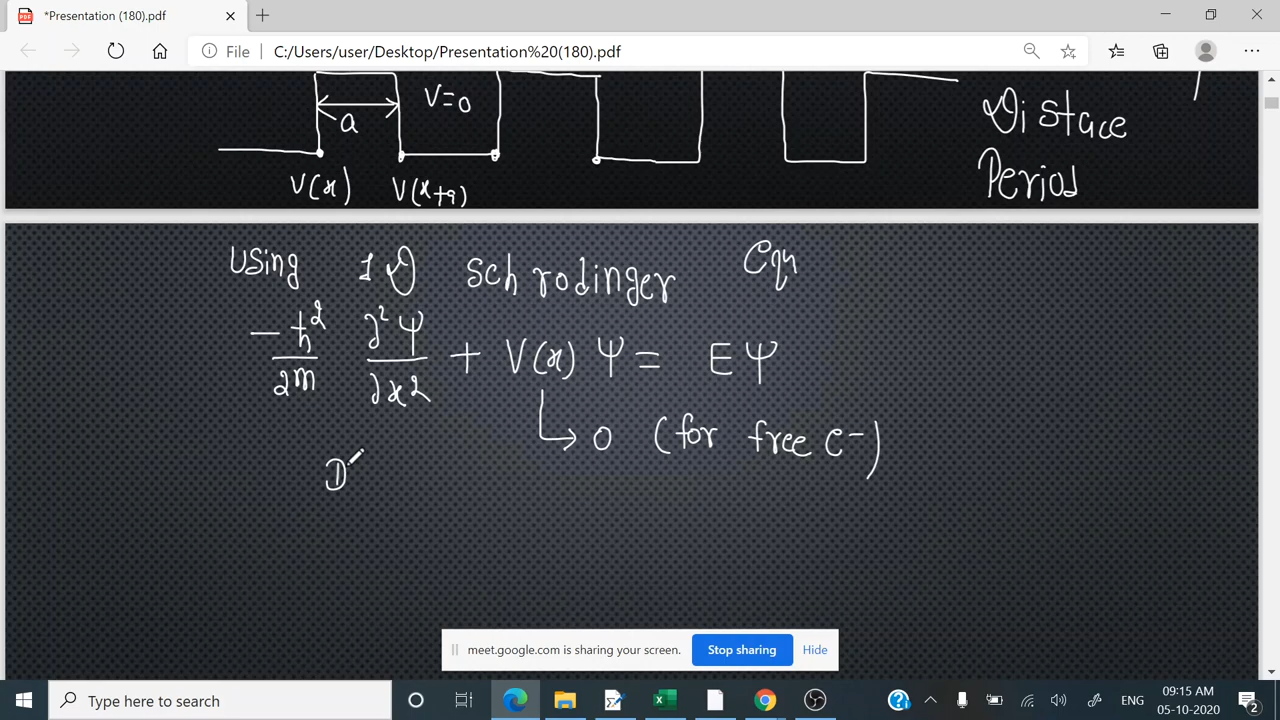 *Presentation (180).pdf
File C:/Users/user/Desktop/Presentation%20(180).pdf
a
V=0
V(x) V(x+a)
Distace
Period
Using 1D Schrodinger Eqn
-ħ²/2m ∂²Ψ/∂x2 + V(x) Ψ = EΨ
→ 0 (for free e-)
D
meet.google.com is sharing your screen. Stop sharing Hide
Type here to search
ENG
09:15 AM
05-10-2020
2